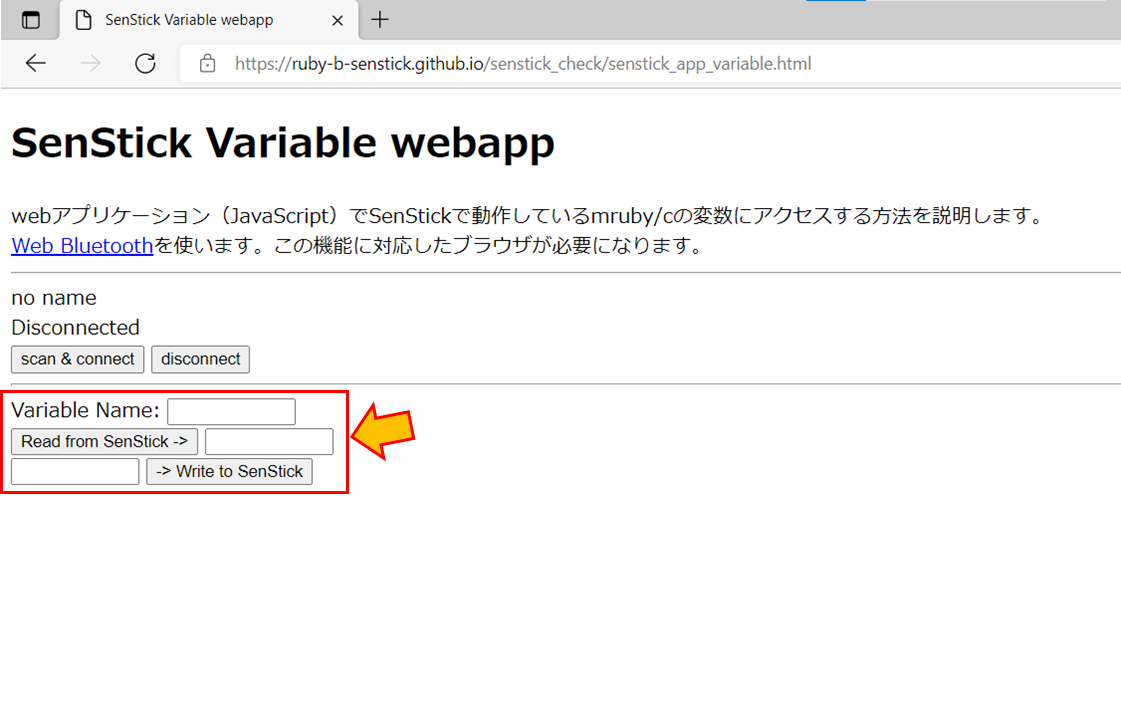 SenStick Variable webapp
https://ruby-b-senstick.github.io/senstick_check/senstick_app_variable.html
SenStick Variable webapp
webアプリケーション（JavaScript）でSenStickで動作しているmruby/cの変数にアクセスする方法を説明します。
Web Bluetoothを使います。この機能に対応したブラウザが必要になります。
no name
Disconnected
scan & connect disconnect
Variable Name:
Read from SenStick ->
-> Write to SenStick